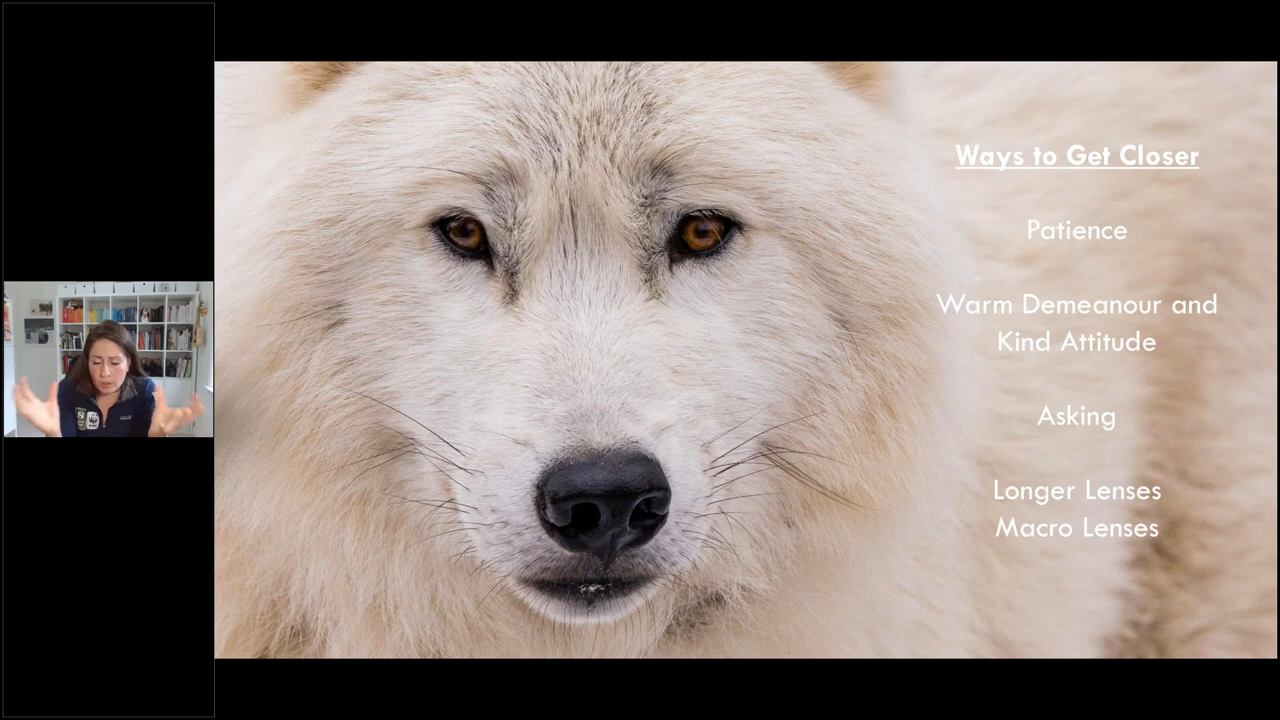 Ways to Get Closer
Patience
Warm Demeanour and
Kind Attitude
Asking
Longer Lenses
Macro Lenses